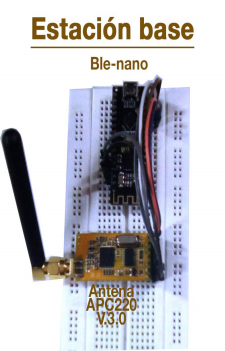 Estación base
Ble-nano
Antena
APC220
V.3.0